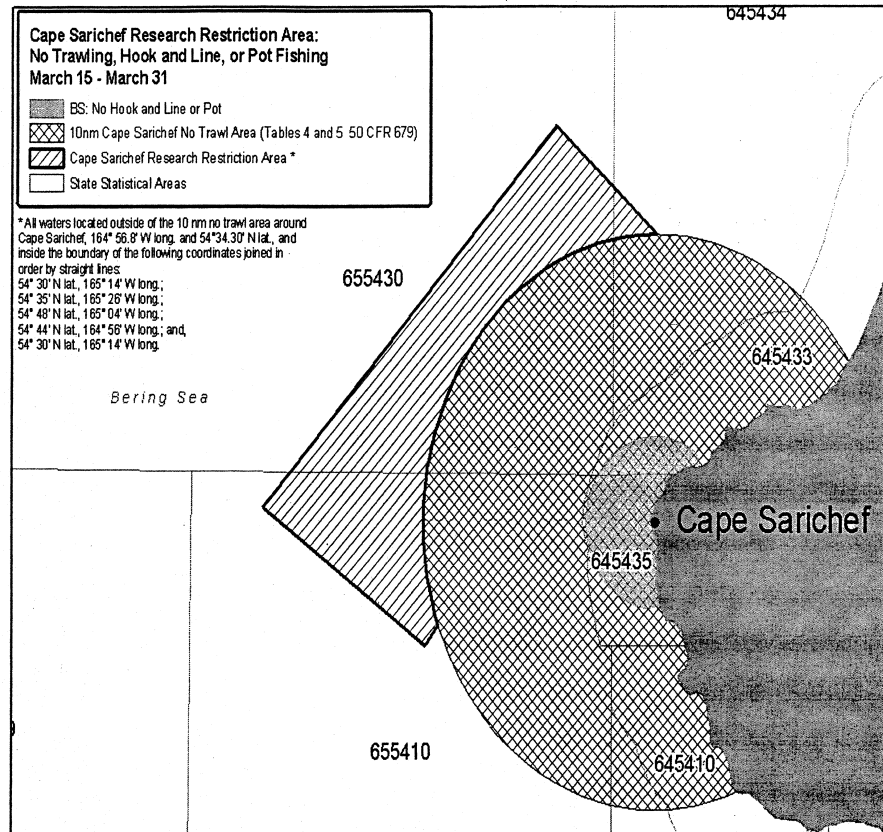 645434
Cape Sarichef Research Restriction Area:
No Trawling, Hook and Line, or Pot Fishing
March 15 - March 31
BS: No Hook and Line or Pot
10nm Cape Sarichef No Trawl Area (Tables 4 and 5 50 CFR 679)
Cape Sarichef Research Restriction Area *
State Statistical Areas
*All waters located outside of the 10 nm no trawl area around
Cape Sarichef, 164° 56.8' W long. and 54°34.30' N lat., and
inside the boundary of the following coordinates joined in
order by straight lines:
54° 30' N lat., 165° 14' W long.;
54° 35' N lat., 165° 26' W long.;
54° 48' N lat., 165° 04' W long.;
54° 44' N lat., 164° 56' W long.; and,
54° 30' N lat., 165° 14' W long.
655430
645433
Bering Sea
Cape Sarichef
645435
655410
645410